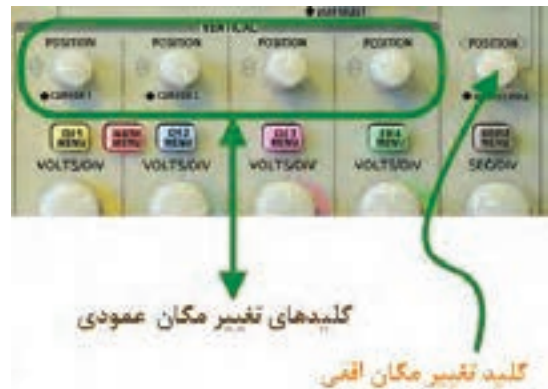 VERTICAL
POSITION POSITION POSITION POSITION POSITION
CURSOR 1 CURSOR 2
CH 1 MENU MATH MENU CH 2 MENU CH 3 MENU CH 4 MENU HORIZ MENU
VOLTS/DIV VOLTS/DIV VOLTS/DIV VOLTS/DIV SEC/DIV
کلیدهای تغییر مکان عمودی
کلید تغییر مکان افقی